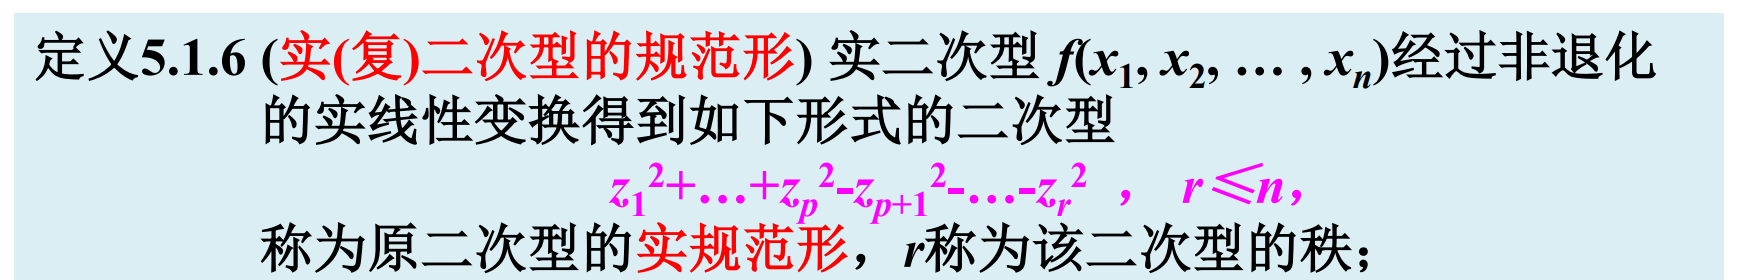 定义5.1.6 (实(复)二次型的规范形) 实二次型 f(x₁, x₂, … , xₙ)经过非退化
的实线性变换得到如下形式的二次型
z₁²+…+zₚ²-zₚ₊₁²-…-zᵣ² ， r≤n，
称为原二次型的实规范形，r称为该二次型的秩；